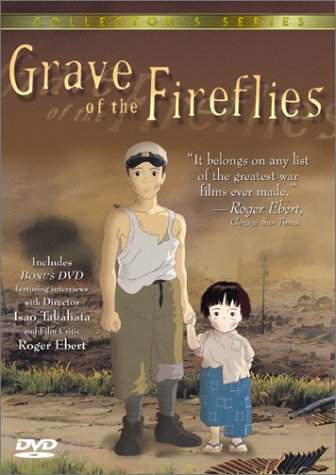 COLLECTOR'S SERIES
Grave
of the Fireflies
"It belongs on any list
of the greatest war
films ever made."
— Roger Ebert,
Chicago Sun Times
Includes
BONUS DVD
featuring interviews
with Director
Isao Takahata
and Film Critic
Roger Ebert
DVD
VIDEO